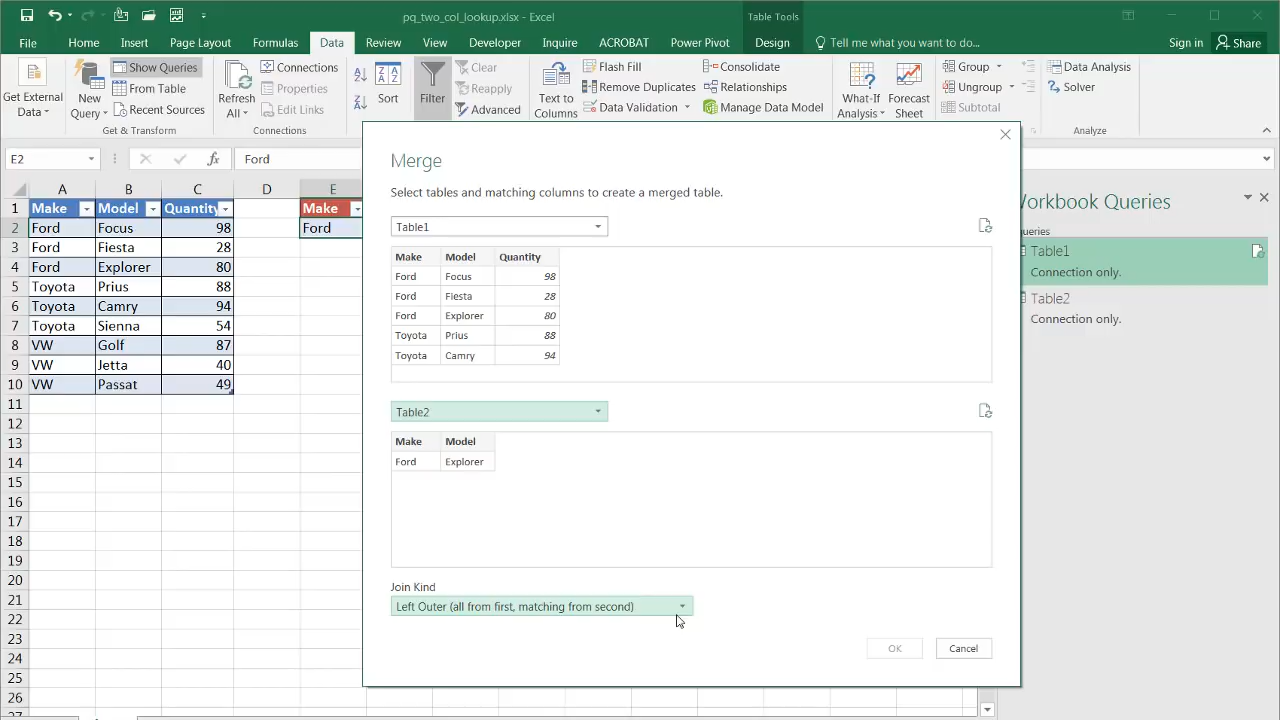 pq_two_col_lookup.xlsx - Excel
Table Tools
File Home Insert Page Layout Formulas Data Review View Developer Inquire ACROBAT Power Pivot Design Tell me what you want to do... Sign in Share
Get External Data
New Query
Show Queries
From Table
Recent Sources
Get & Transform
Refresh All
Connections
Properties
Edit Links
Connections
Sort
Filter
Clear
Reapply
Advanced
Text to Columns
Flash Fill
Remove Duplicates
Data Validation
Consolidate
Relationships
Manage Data Model
What-If Analysis
Forecast Sheet
Group
Ungroup
Subtotal
Data Analysis
Solver
Analyze
E2 fx Ford
A B C D E
1 Make Model Quantity Make
2 Ford Focus 98 Ford
3 Ford Fiesta 28
4 Ford Explorer 80
5 Toyota Prius 88
6 Toyota Camry 94
7 Toyota Sienna 54
8 VW Golf 87
9 VW Jetta 40
10 VW Passat 49
11
12
13
14
15
16
17
18
19
20
21
22
23
24
25
26
27
Merge
Select tables and matching columns to create a merged table.
Table1
Make Model Quantity
Ford Focus 98
Ford Fiesta 28
Ford Explorer 80
Toyota Prius 88
Toyota Camry 94
Table2
Make Model
Ford Explorer
Join Kind
Left Outer (all from first, matching from second)
OK Cancel
Workbook Queries
queries
Table1
Connection only.
Table2
Connection only.